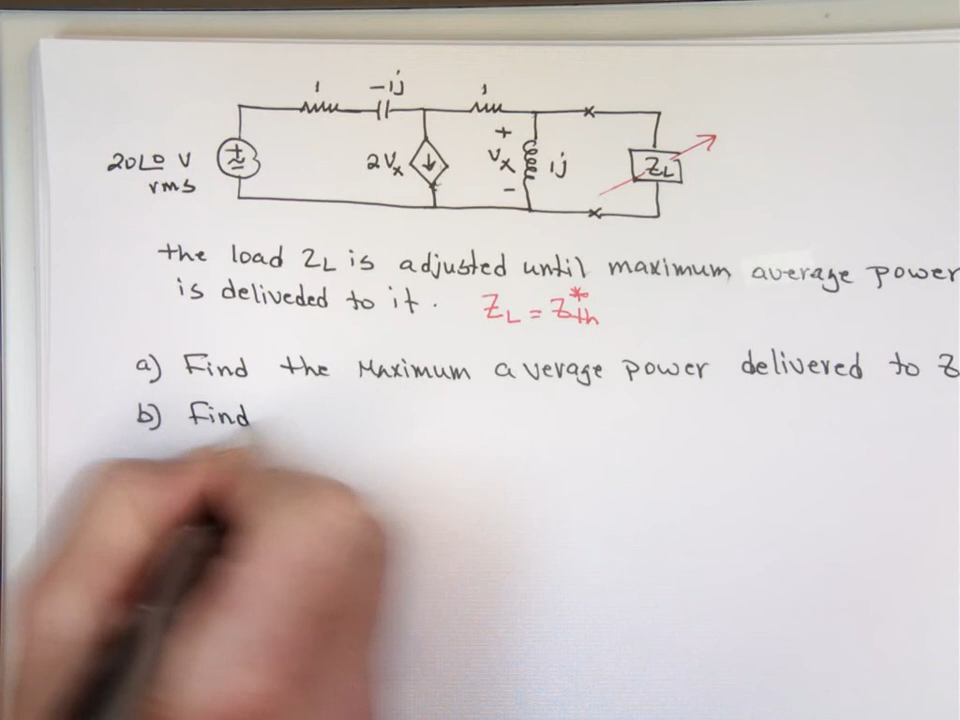 1 -1j 1
20∠0 V
rms
2Vx
+
Vx
-
1j
ZL
the load ZL is adjusted until maximum average power
is deliveded to it. ZL = Z*th
a) Find the Maximum average power delivered to Z
b) Find